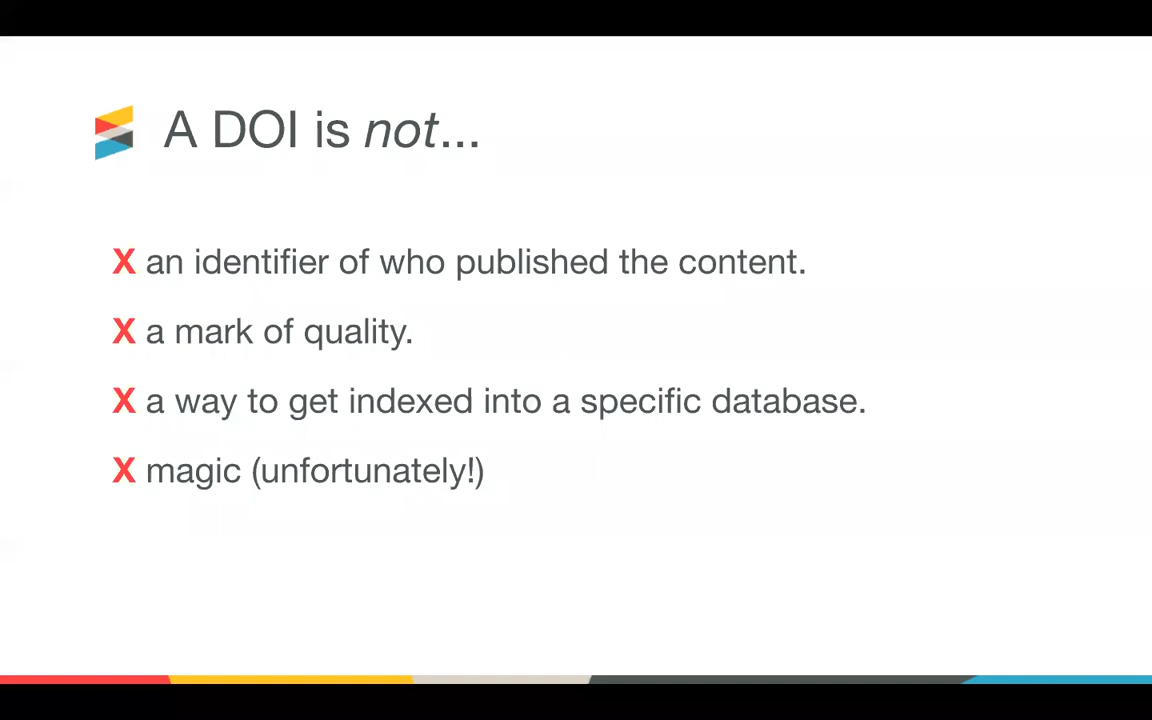 A DOI is not...
X an identifier of who published the content.
X a mark of quality.
X a way to get indexed into a specific database.
X magic (unfortunately!)